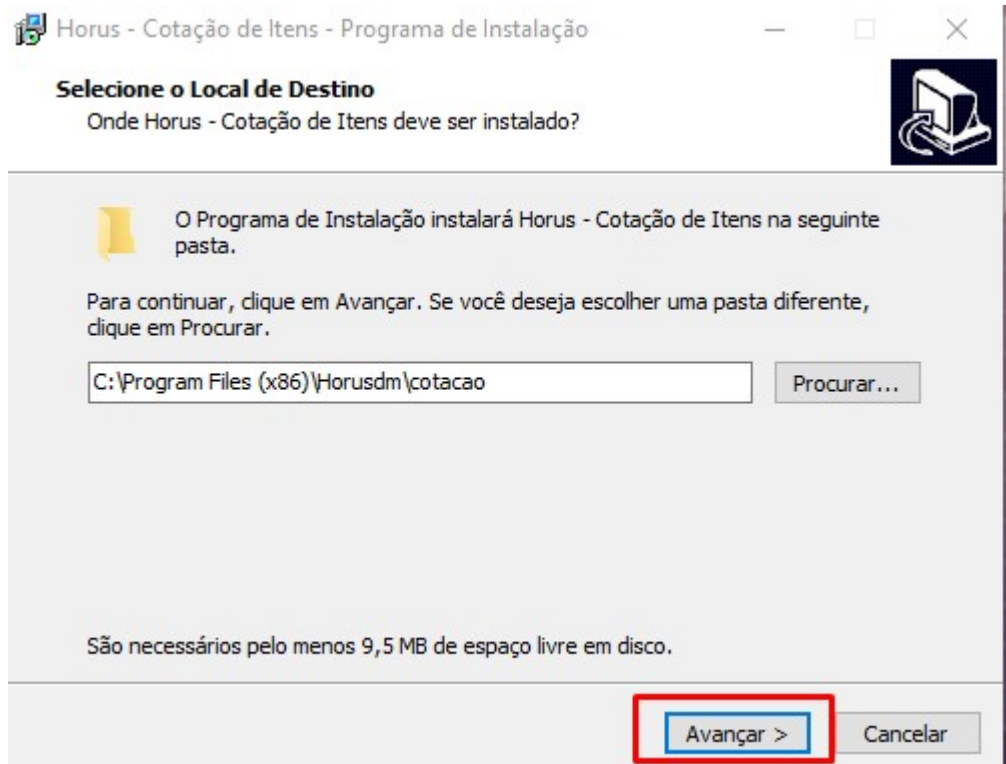 Horus - Cotação de Itens - Programa de Instalação
Selecione o Local de Destino
Onde Horus - Cotação de Itens deve ser instalado?
O Programa de Instalação instalará Horus - Cotação de Itens na seguinte
pasta.
Para continuar, clique em Avançar. Se você deseja escolher uma pasta diferente,
clique em Procurar.
C:\Program Files (x86)\Horusdm\cotacao
Procurar...
São necessários pelo menos 9,5 MB de espaço livre em disco.
Avançar >
Cancelar